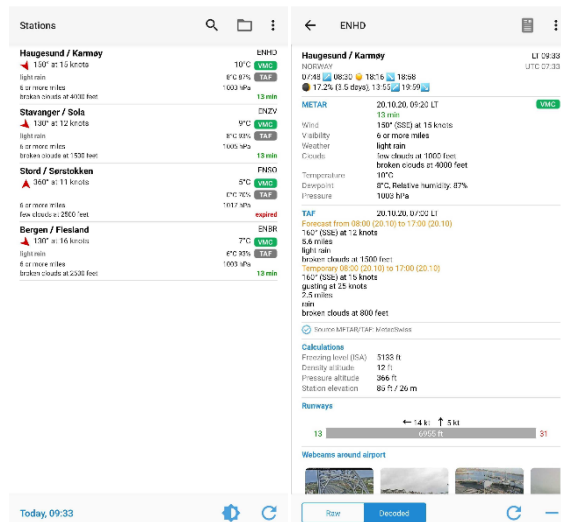 Stations
Haugesund / Karmøy ENHD
150° at 15 knots 10°C VMC
light rain 8°C 87% TAF
6 or more miles 1003 hPa
broken clouds at 4000 feet 13 min
Stavanger / Sola ENZV
130° at 12 knots 9°C VMC
light rain 8°C 93% TAF
6 or more miles 1005 hPa
broken clouds at 1500 feet 13 min
Stord / Sørstokken ENSO
360° at 11 knots 5°C VMC
0°C 70% TAF
6 or more miles 1017 hPa
few clouds at 2500 feet expired
Bergen / Flesland ENBR
130° at 16 knots 7°C VMC
light rain 6°C 93% TAF
6 or more miles 1003 hPa
broken clouds at 2500 feet 13 min
Today, 09:33
ENHD
Haugesund / Karmøy LT 09:33
NORWAY UTC 07:33
07:48 08:30 18:16 18:58
17.2% (3.5 days), 13:55 19:59
METAR 20.10.20, 09:20 LT VMC
13 min
Wind 150° (SSE) at 15 knots
Visibility 6 or more miles
Weather light rain
Clouds few clouds at 1000 feet
broken clouds at 4000 feet
Temperature 10°C
Dewpoint 8°C, Relative humidity: 87%
Pressure 1003 hPa
TAF 20.10.20, 07:00 LT
Forecast from 08:00 (20.10) to 17:00 (20.10)
160° (SSE) at 12 knots
5.6 miles
light rain
broken clouds at 1500 feet
Temporary 08:00 (20.10) to 17:00 (20.10)
160° (SSE) at 15 knots
gusting at 25 knots
2.5 miles
rain
broken clouds at 800 feet
Source METAR/TAF: MeteoSwiss
Calculations
Freezing level (ISA) 5133 ft
Density altitude 12 ft
Pressure altitude 366 ft
Station elevation 86 ft / 26 m
Runways
← 14 kt ↑ 5 kt
13 6955 ft 31
Webcams around airport
Raw Decoded